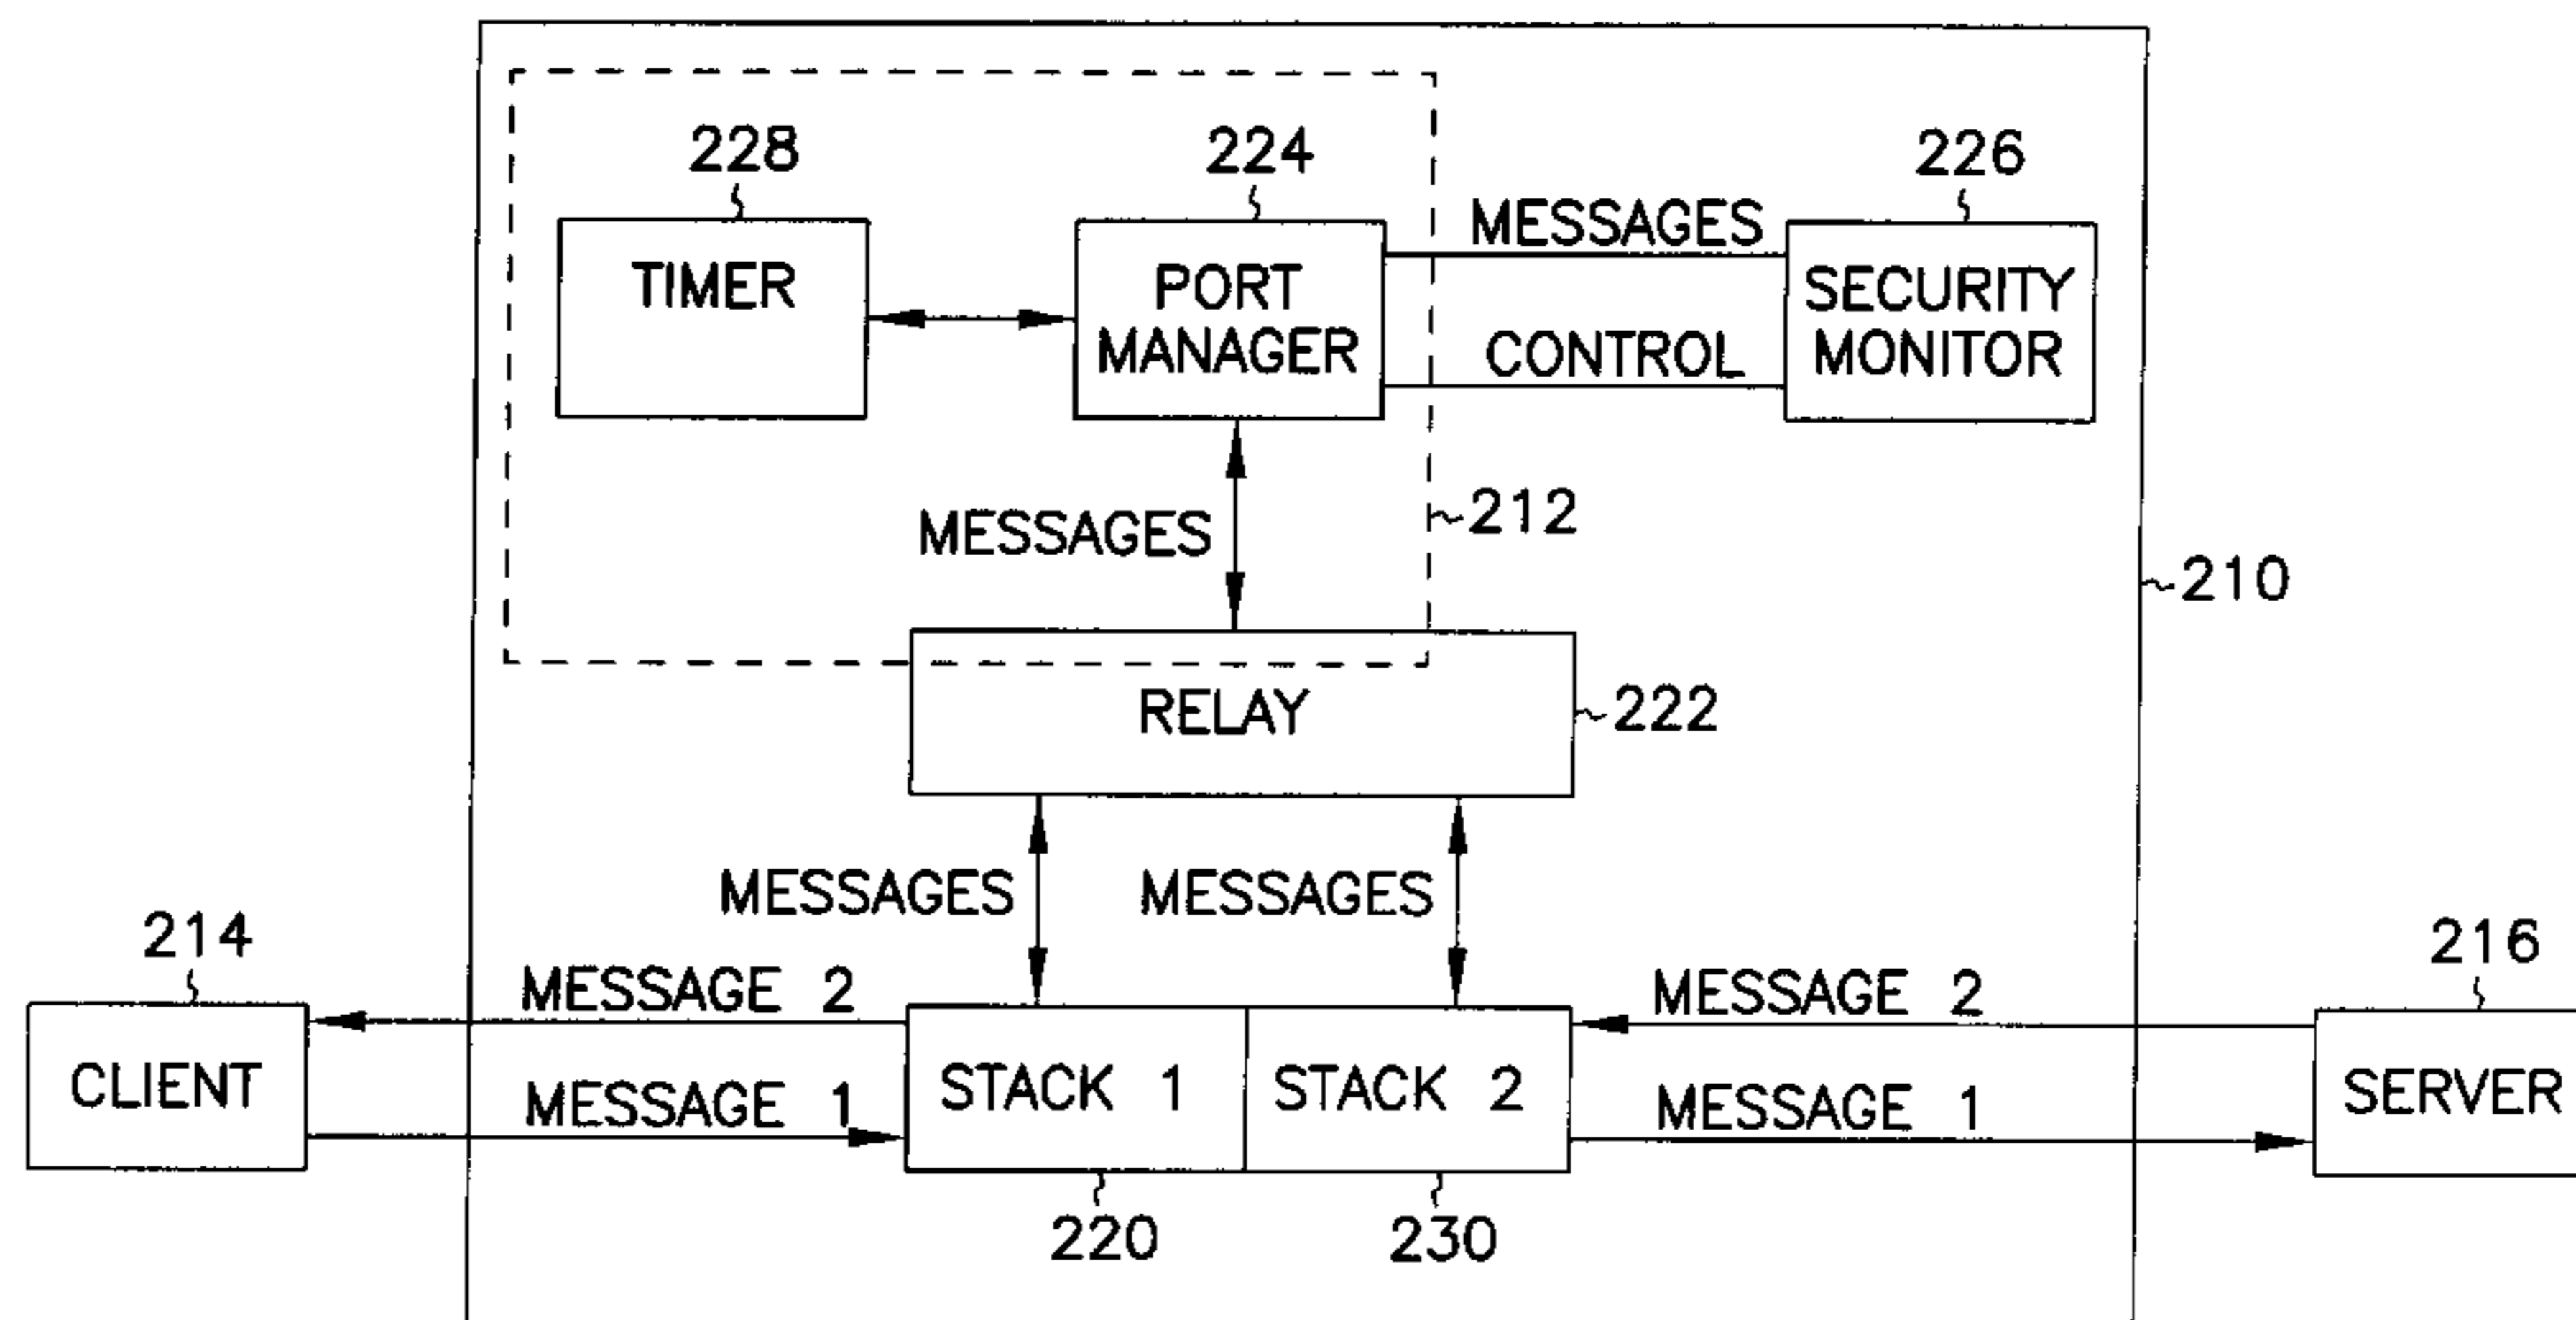 228
224
226
TIMER
PORT
MANAGER
MESSAGES
CONTROL
SECURITY
MONITOR
MESSAGES
212
210
RELAY
222
MESSAGES
MESSAGES
214
216
MESSAGE 2
MESSAGE 2
CLIENT
MESSAGE 1
STACK 1
STACK 2
MESSAGE 1
SERVER
220
230